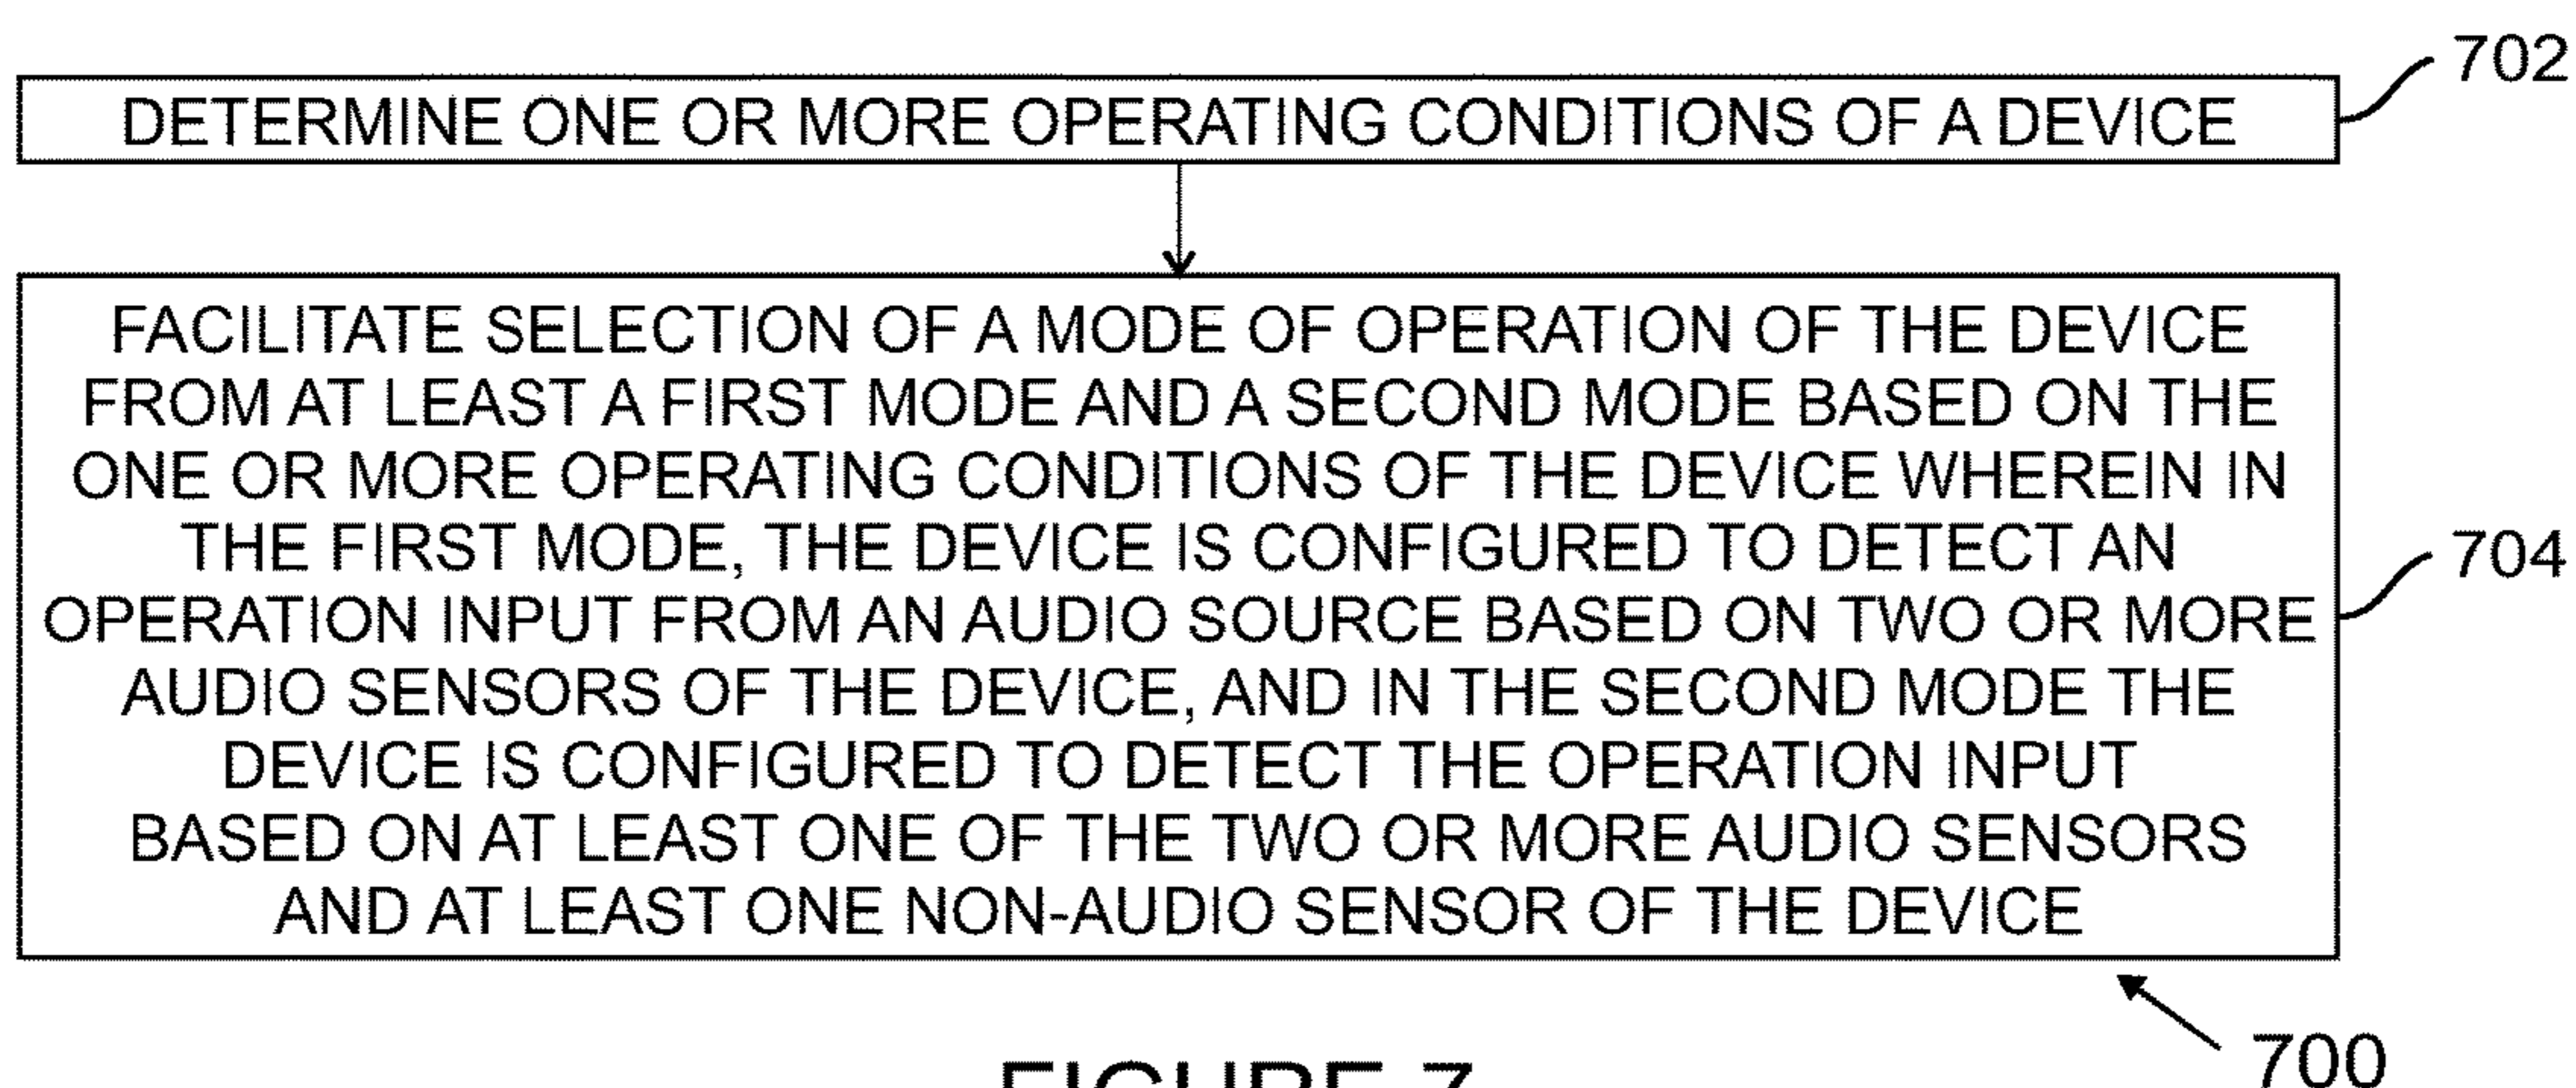 702
DETERMINE ONE OR MORE OPERATING CONDITIONS OF A DEVICE
FACILITATE SELECTION OF A MODE OF OPERATION OF THE DEVICE
FROM AT LEAST A FIRST MODE AND A SECOND MODE BASED ON THE
ONE OR MORE OPERATING CONDITIONS OF THE DEVICE WHEREIN IN
THE FIRST MODE, THE DEVICE IS CONFIGURED TO DETECT AN
OPERATION INPUT FROM AN AUDIO SOURCE BASED ON TWO OR MORE
AUDIO SENSORS OF THE DEVICE, AND IN THE SECOND MODE THE
DEVICE IS CONFIGURED TO DETECT THE OPERATION INPUT
BASED ON AT LEAST ONE OF THE TWO OR MORE AUDIO SENSORS
AND AT LEAST ONE NON-AUDIO SENSOR OF THE DEVICE
704
700
FIGURE 7